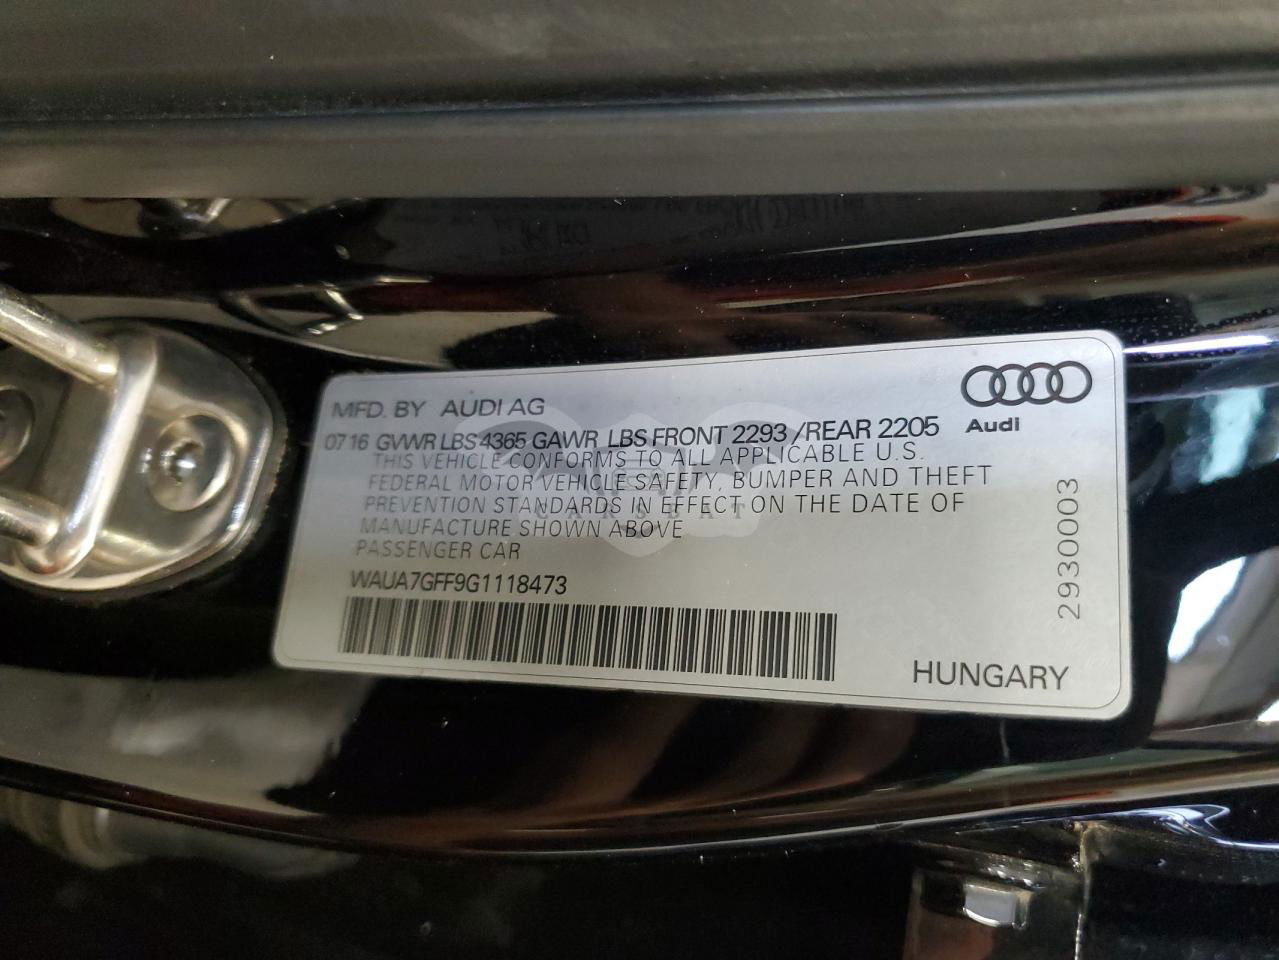 MFD. BY AUDI AG
07 16 GVWR LBS 4365 GAWR LBS FRONT 2293 /REAR 2205
Audi
THIS VEHICLE CONFORMS TO ALL APPLICABLE U.S.
FEDERAL MOTOR VEHICLE SAFETY, BUMPER AND THEFT
PREVENTION STANDARDS IN EFFECT ON THE DATE OF
MANUFACTURE SHOWN ABOVE
PASSENGER CAR
WAUA7GFF9G1118473
2930003
HUNGARY